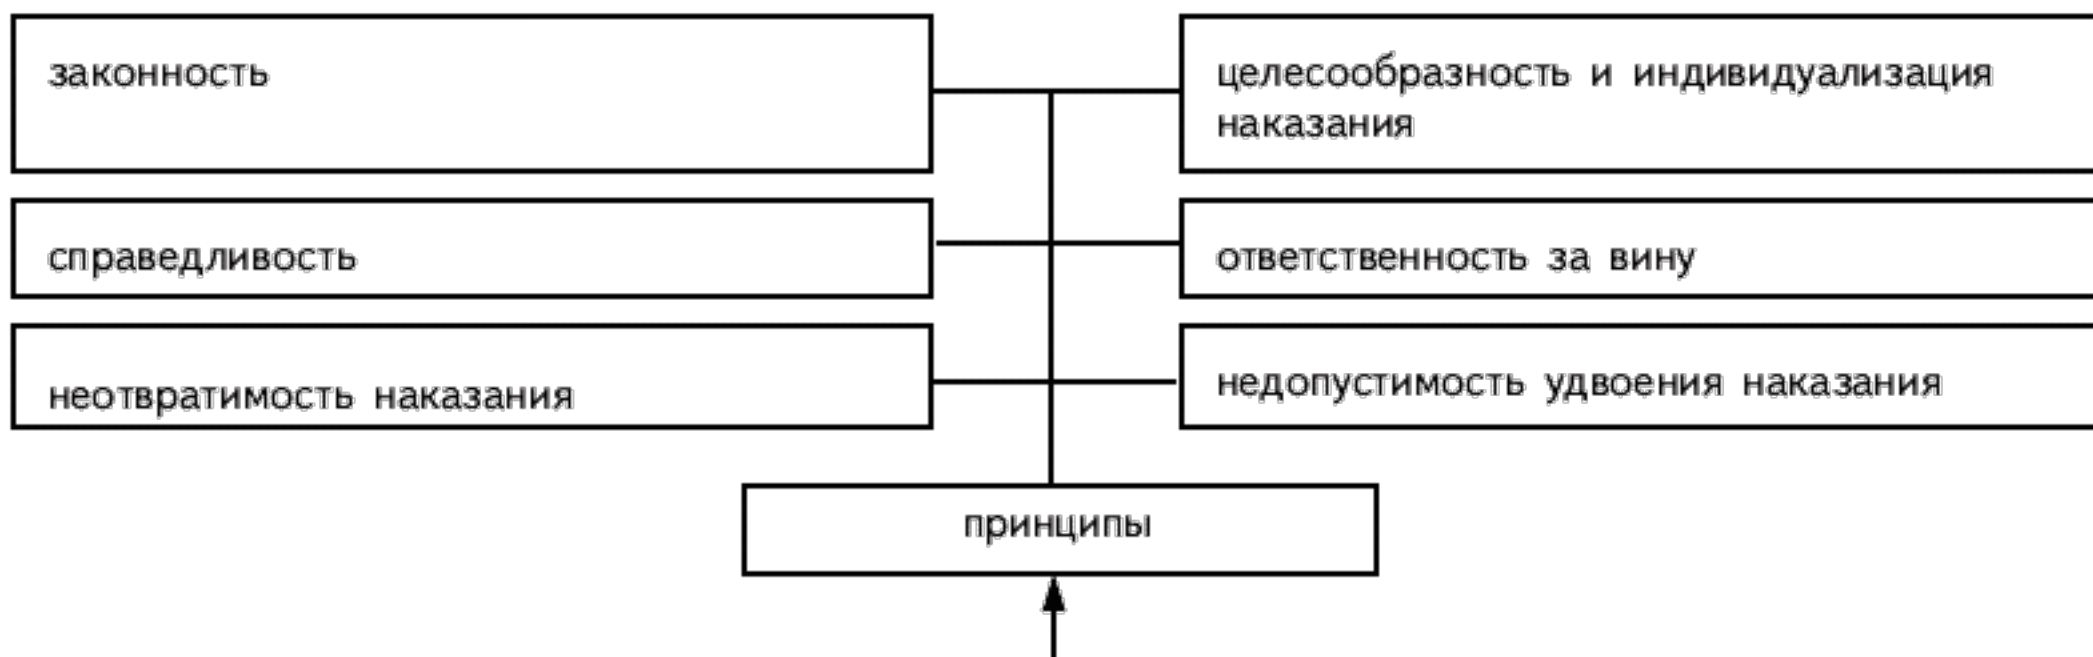 законность
целесообразность и индивидуализация
наказания
справедливость
ответственность за вину
неотвратимость наказания
недопустимость удвоения наказания
принципы